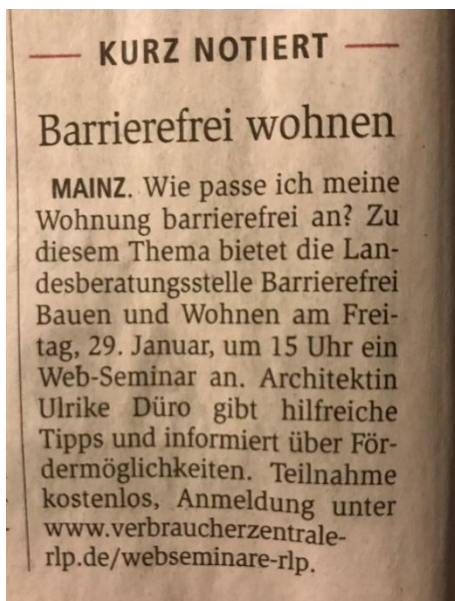 KURZ NOTIERT
Barrierefrei wohnen
MAINZ. Wie passe ich meine
Wohnung barrierefrei an? Zu
diesem Thema bietet die Lan-
desberatungsstelle Barrierefrei
Bauen und Wohnen am Frei-
tag, 29. Januar, um 15 Uhr ein
Web-Seminar an. Architektin
Ulrike Düro gibt hilfreiche
Tipps und informiert über För-
dermöglichkeiten. Teilnahme
kostenlos, Anmeldung unter
www.verbraucherzentrale-
rlp.de/webseminare-rlp.